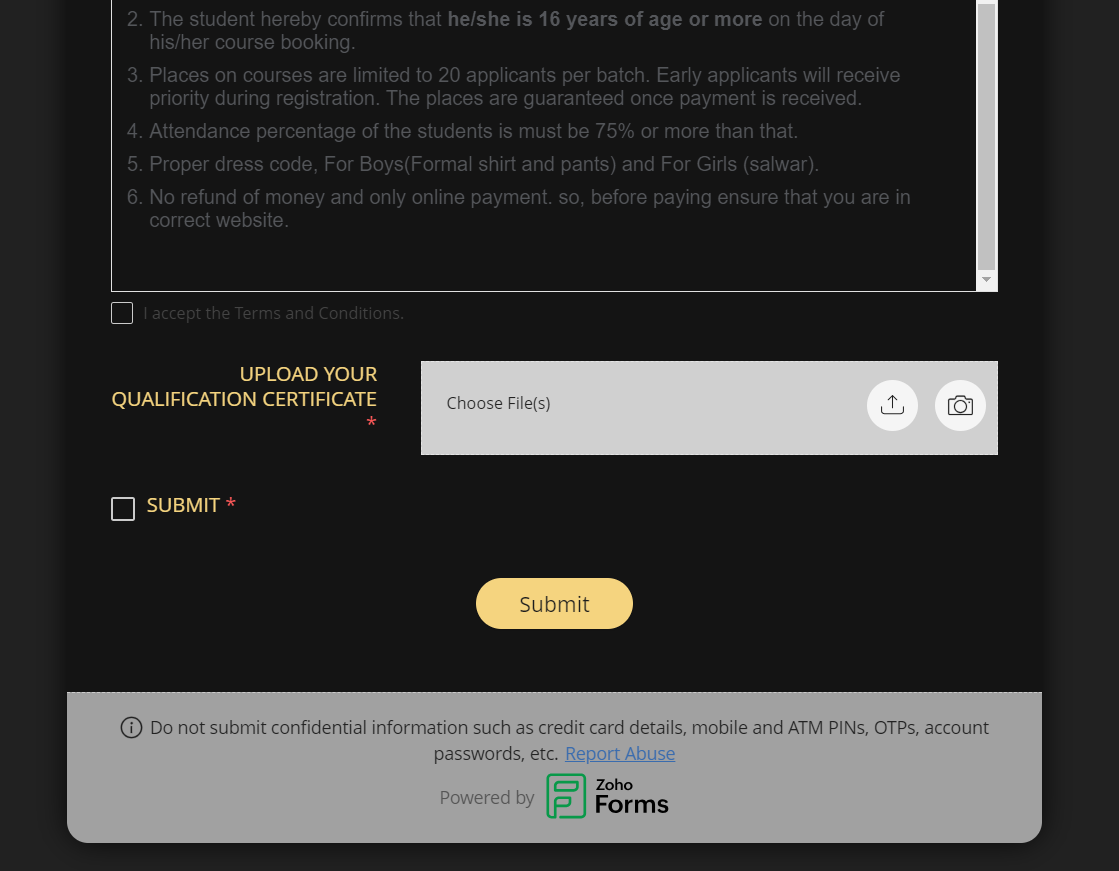 2. The student hereby confirms that he/she is 16 years of age or more on the day of
his/her course booking.
3. Places on courses are limited to 20 applicants per batch. Early applicants will receive
priority during registration. The places are guaranteed once payment is received.
4. Attendance percentage of the students is must be 75% or more than that.
5. Proper dress code, For Boys(Formal shirt and pants) and For Girls (salwar).
6. No refund of money and only online payment. so, before paying ensure that you are in
correct website.
I accept the Terms and Conditions.
UPLOAD YOUR
QUALIFICATION CERTIFICATE
*
Choose File(s)
SUBMIT *
Submit
Do not submit confidential information such as credit card details, mobile and ATM PINs, OTPs, account
passwords, etc. Report Abuse
Powered by Zoho Forms